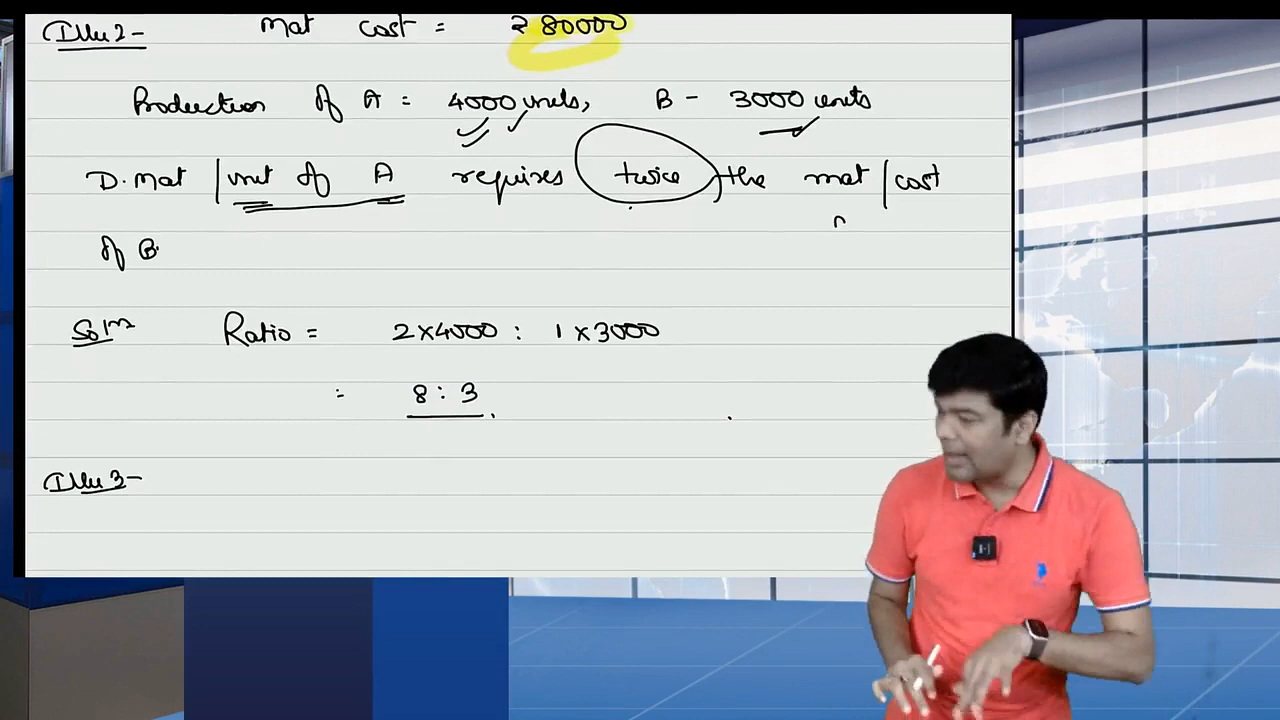 Illu 2- mat cost = ₹ 80000
Production of A = 4000 units, B - 3000 units
D. mat / unit of A requires twice the mat / cost
of B
Solⁿ Ratio = 2 x 4000 : 1 x 3000
= 8 : 3
Illu 3-